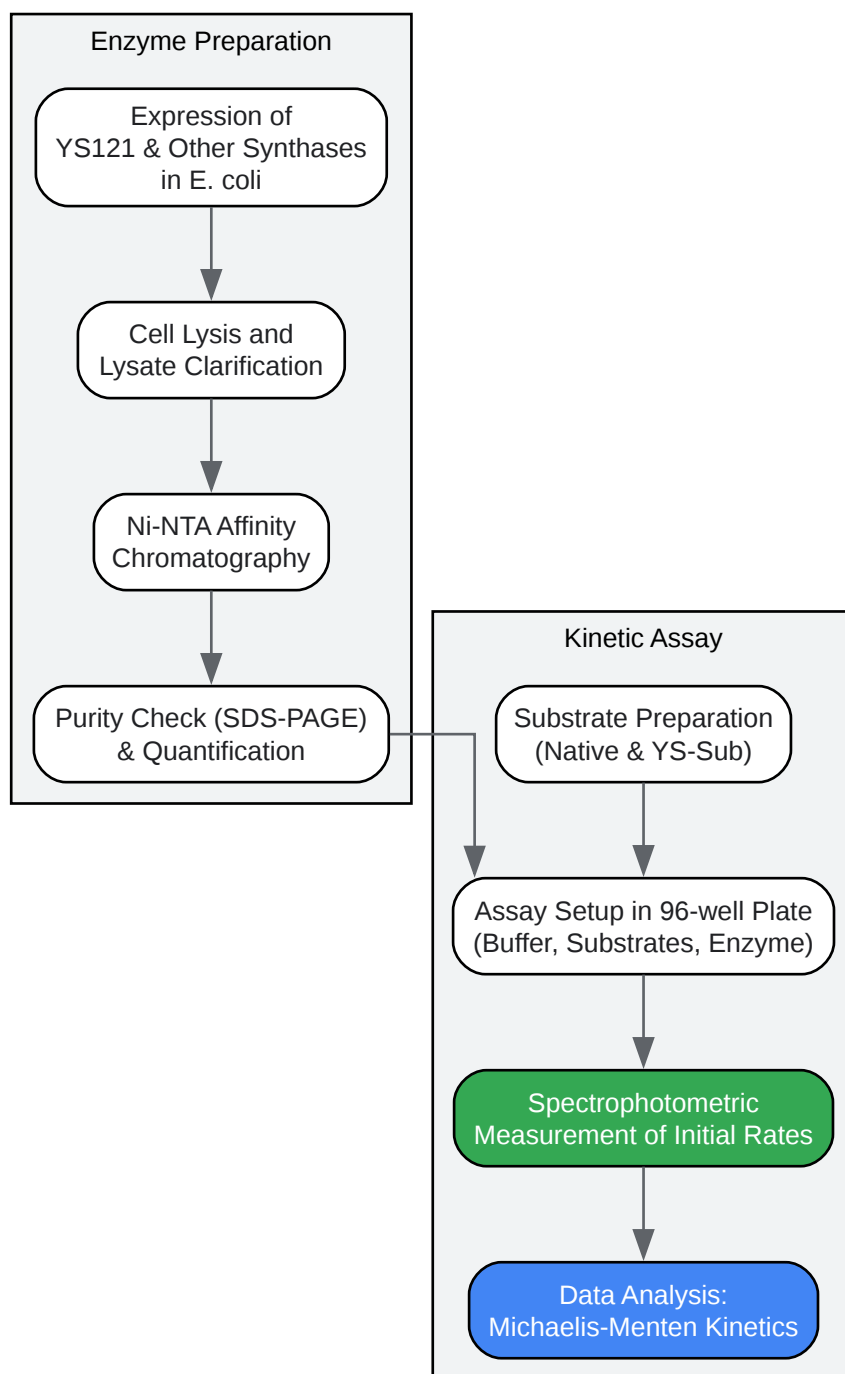 Enzyme Preparation
Expression of
YS121 & Other Synthases
in E. coli
Cell Lysis and
Lysate Clarification
Ni-NTA Affinity
Chromatography
Purity Check (SDS-PAGE)
& Quantification
Kinetic Assay
Substrate Preparation
(Native & YS-Sub)
Assay Setup in 96-well Plate
(Buffer, Substrates, Enzyme)
Spectrophotometric
Measurement of Initial Rates
Data Analysis:
Michaelis-Menten Kinetics